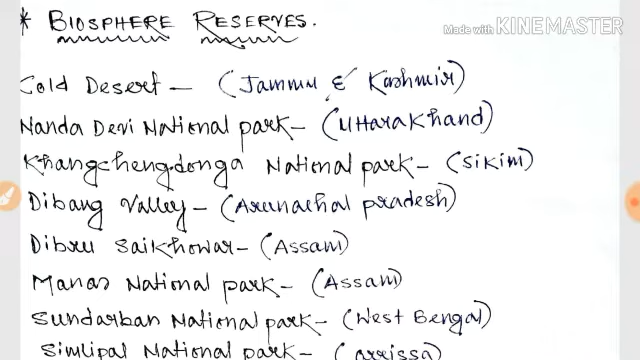 Made with KINEMASTER
* BIOSPHERE RESERVES.
Cold Desert - (Jammu & Kashmir)
Nanda Devi National park - (Uttarakhand)
Khangchengdonga National park - (Sikim)
Dibang Valley - (Arunachal pradesh)
Dibru Saikhowar - (Assam)
Manas National park - (Assam)
Sundarban National park - (West Bengal)
Simlipal National park - (arrissa)